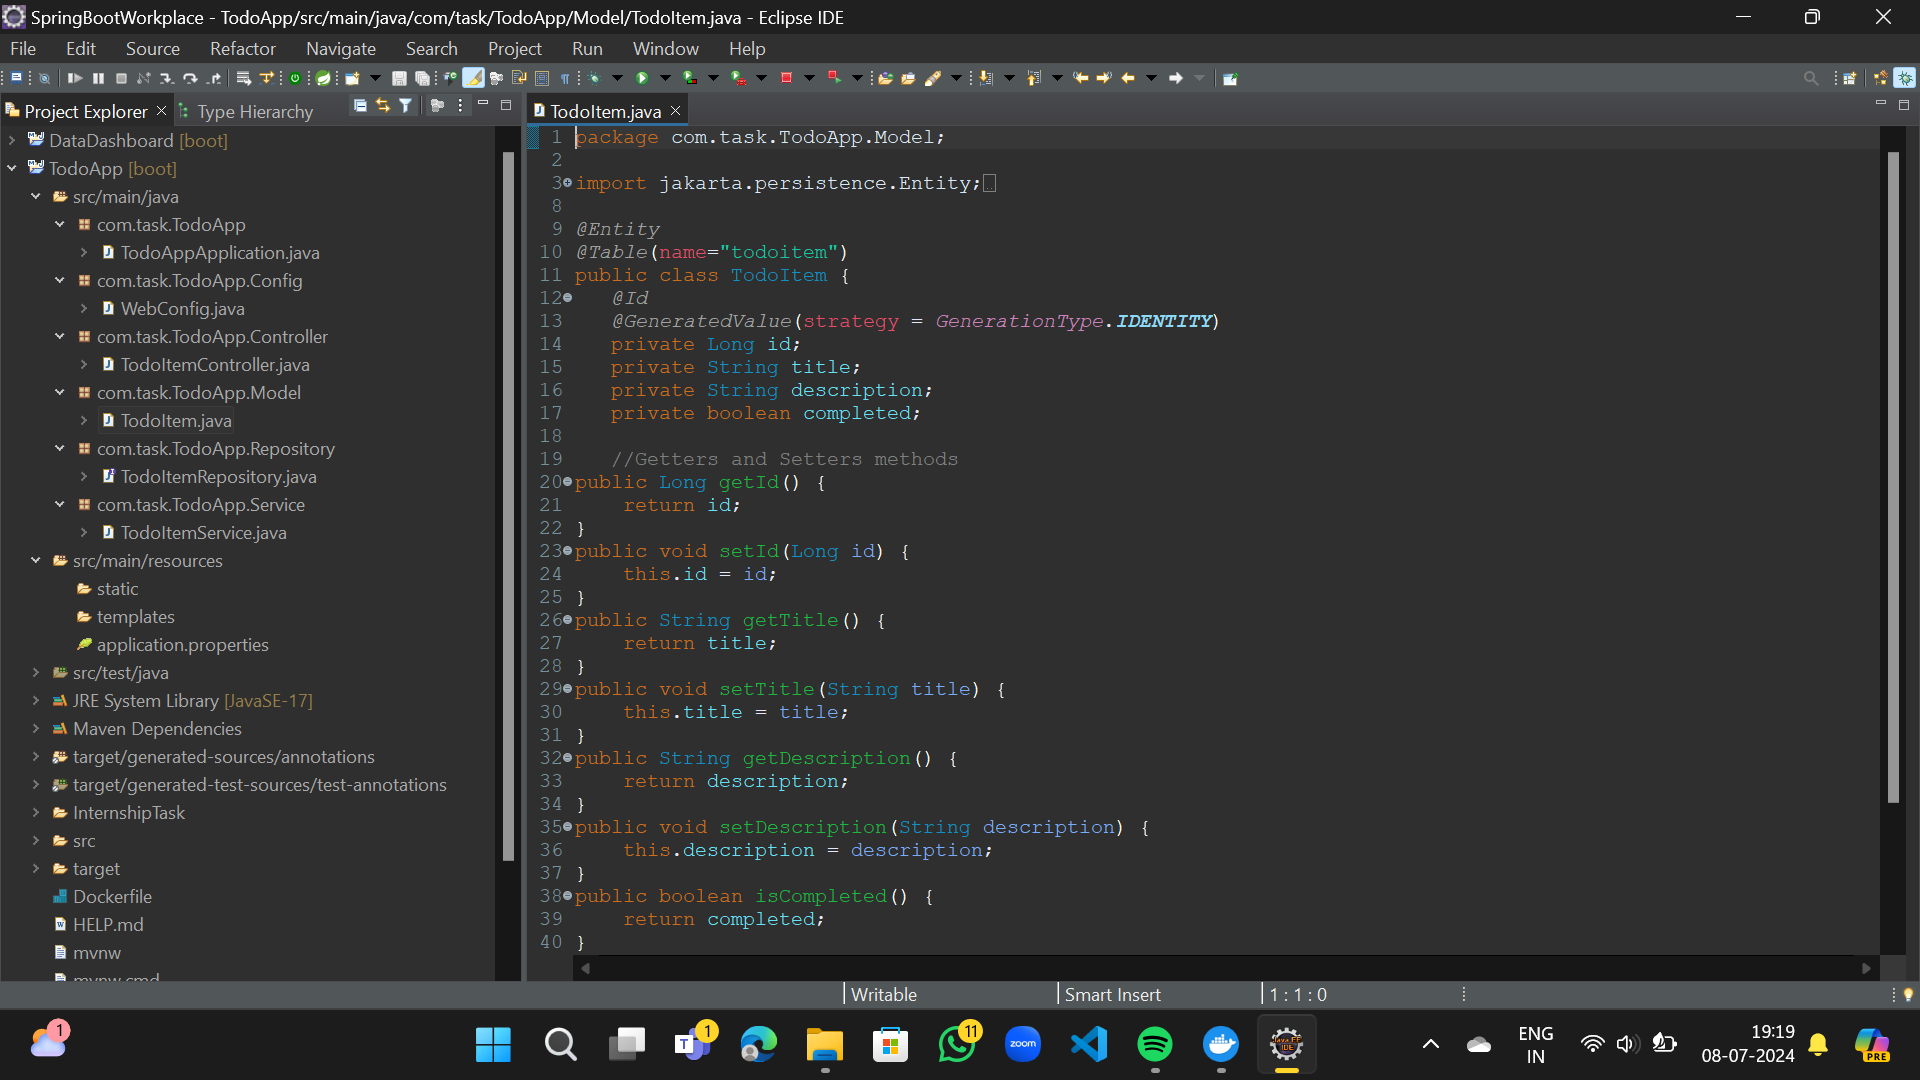 SpringBootWorkplace - TodoApp/src/main/java/com/task/TodoApp/Model/TodoItem.java - Eclipse IDE
File Edit Source Refactor Navigate Search Project Run Window Help
Project Explorer
Type Hierarchy
DataDashboard [boot]
TodoApp [boot]
src/main/java
com.task.TodoApp
TodoAppApplication.java
com.task.TodoApp.Config
WebConfig.java
com.task.TodoApp.Controller
TodoItemController.java
com.task.TodoApp.Model
TodoItem.java
com.task.TodoApp.Repository
TodoItemRepository.java
com.task.TodoApp.Service
TodoItemService.java
src/main/resources
static
templates
application.properties
src/test/java
JRE System Library [JavaSE-17]
Maven Dependencies
target/generated-sources/annotations
target/generated-test-sources/test-annotations
InternshipTask
src
target
Dockerfile
HELP.md
mvnw
mvnw.cmd
TodoItem.java
1 package com.task.TodoApp.Model;
2
3 import jakarta.persistence.Entity;
8
9 @Entity
10 @Table(name="todoitem")
11 public class TodoItem {
12 @Id
13 @GeneratedValue(strategy = GenerationType.IDENTITY)
14 private Long id;
15 private String title;
16 private String description;
17 private boolean completed;
18
19 //Getters and Setters methods
20 public Long getId() {
21 return id;
22 }
23 public void setId(Long id) {
24 this.id = id;
25 }
26 public String getTitle() {
27 return title;
28 }
29 public void setTitle(String title) {
30 this.title = title;
31 }
32 public String getDescription() {
33 return description;
34 }
35 public void setDescription(String description) {
36 this.description = description;
37 }
38 public boolean isCompleted() {
39 return completed;
40 }
Writable
Smart Insert
1 : 1 : 0
1
1
T
11
zoom
Java EE
IDE
ENG
IN
19:19
08-07-2024
PRE